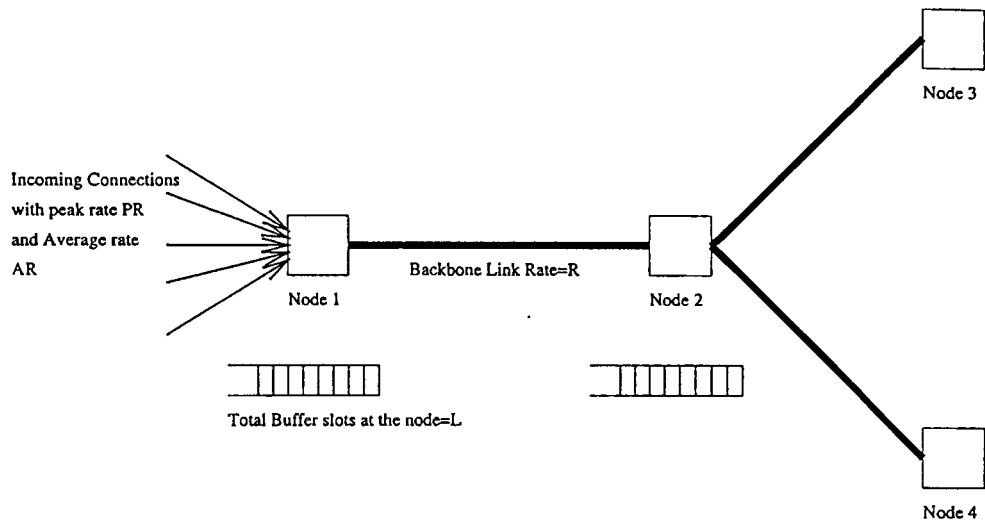 Node 3
Incoming Connections
with peak rate PR
and Average rate
AR
Backbone Link Rate=R
Node 1
Node 2
Total Buffer slots at the node=L
Node 4